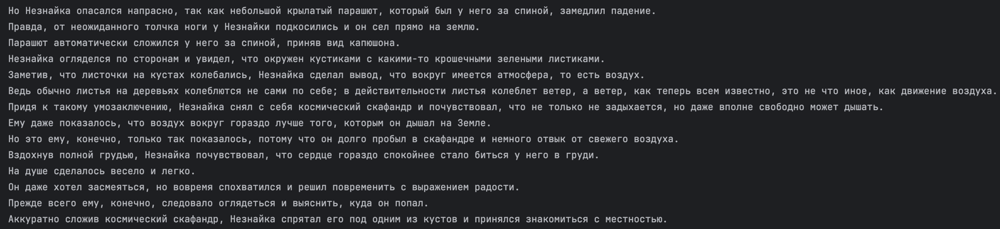 Но Незнайка опасался напрасно, так как небольшой крылатый парашют, который был у него за спиной, замедлил падение.
Правда, от неожиданного толчка ноги у Незнайки подкосились и он сел прямо на землю.
Парашют автоматически сложился у него за спиной, приняв вид капюшона.
Незнайка огляделся по сторонам и увидел, что окружен кустиками с какими-то крошечными зелеными листиками.
Заметив, что листочки на кустах колебались, Незнайка сделал вывод, что вокруг имеется атмосфера, то есть воздух.
Ведь обычно листья на деревьях колеблются не сами по себе; в действительности листья колеблет ветер, а ветер, как теперь всем известно, это не что иное, как движение воздуха.
Придя к такому умозаключению, Незнайка снял с себя космический скафандр и почувствовал, что не только не задыхается, но даже вполне свободно может дышать.
Ему даже показалось, что воздух вокруг гораздо лучше того, которым он дышал на Земле.
Но это ему, конечно, только так показалось, потому что он долго пробыл в скафандре и немного отвык от свежего воздуха.
Вздохнув полной грудью, Незнайка почувствовал, что сердце гораздо спокойнее стало биться у него в груди.
На душе сделалось весело и легко.
Он даже хотел засмеяться, но вовремя спохватился и решил повременить с выражением радости.
Прежде всего ему, конечно, следовало оглядеться и выяснить, куда он попал.
Аккуратно сложив космический скафандр, Незнайка спрятал его под одним из кустов и принялся знакомиться с местностью.